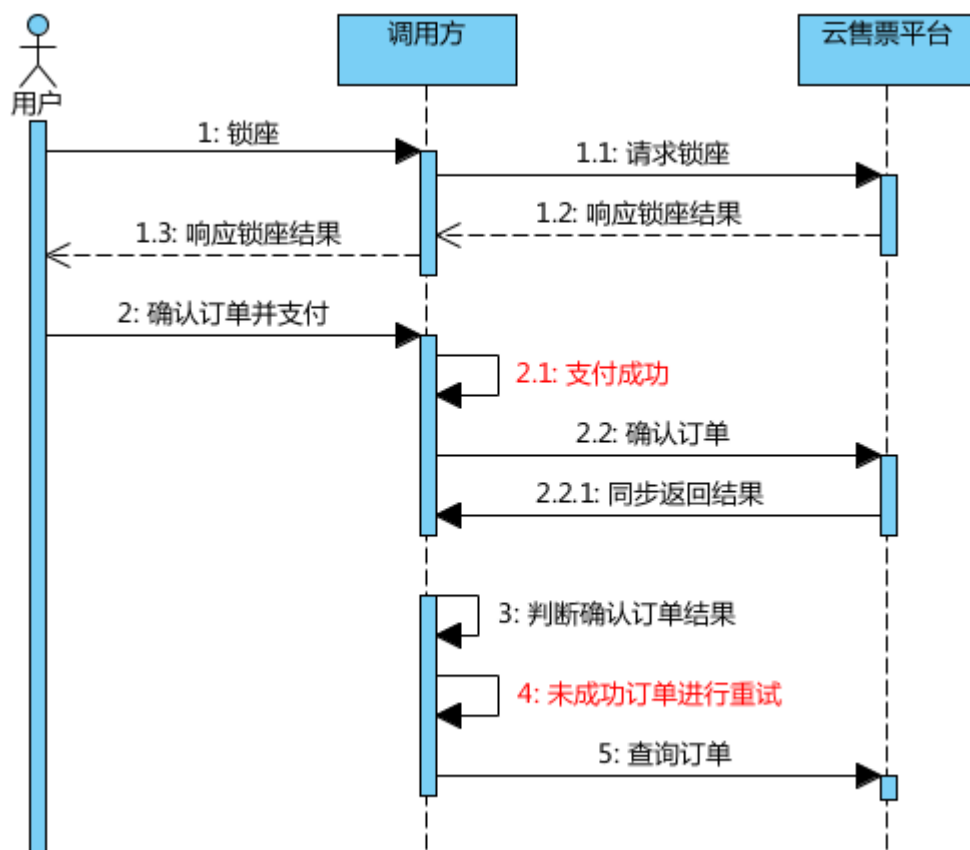 调用方
云售票平台
用户
1: 锁座
1.1: 请求锁座
1.2: 响应锁座结果
1.3: 响应锁座结果
2: 确认订单并支付
2.1: 支付成功
2.2: 确认订单
2.2.1: 同步返回结果
3: 判断确认订单结果
4: 未成功订单进行重试
5: 查询订单